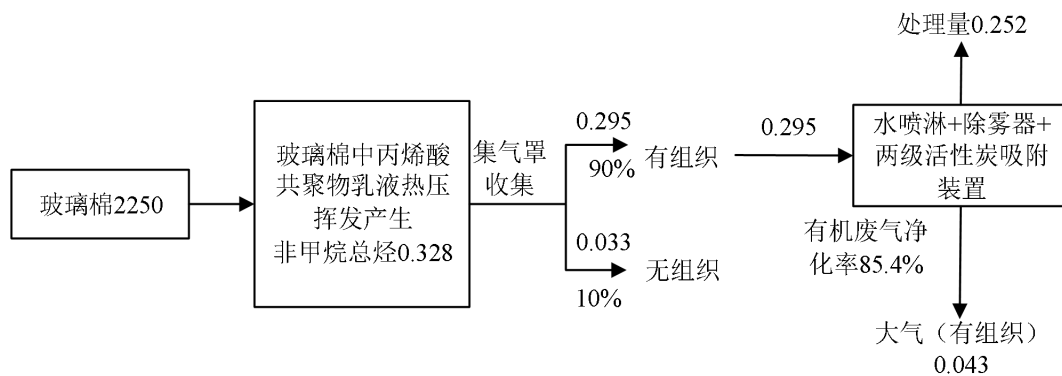 玻璃棉2250
玻璃棉中丙烯酸
共聚物乳液热压
挥发产生
非甲烷总烃0.328
集气罩
收集
0.295
90%
有组织
0.033
10%
无组织
0.295
处理量0.252
水喷淋+除雾器+
两级活性炭吸附
装置
有机废气净
化率85.4%
大气（有组织）
0.043